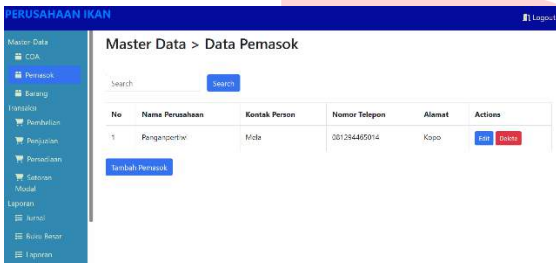 PERUSAHAAN IKAN
Logout
Master Data
COA
Pemasok
Barang
Transaksi
Pembelian
Penjualan
Persediaan
Setoran
Modal
Laporan
Jurnal
Buku Besar
Laporan
Master Data > Data Pemasok
Search
Search
No Nama Perusahaan Kontak Person Nomor Telepon Alamat Actions
1 Panganpertiwi Mela 081294465014 Kopo Edit Delete
Tambah Pemasok